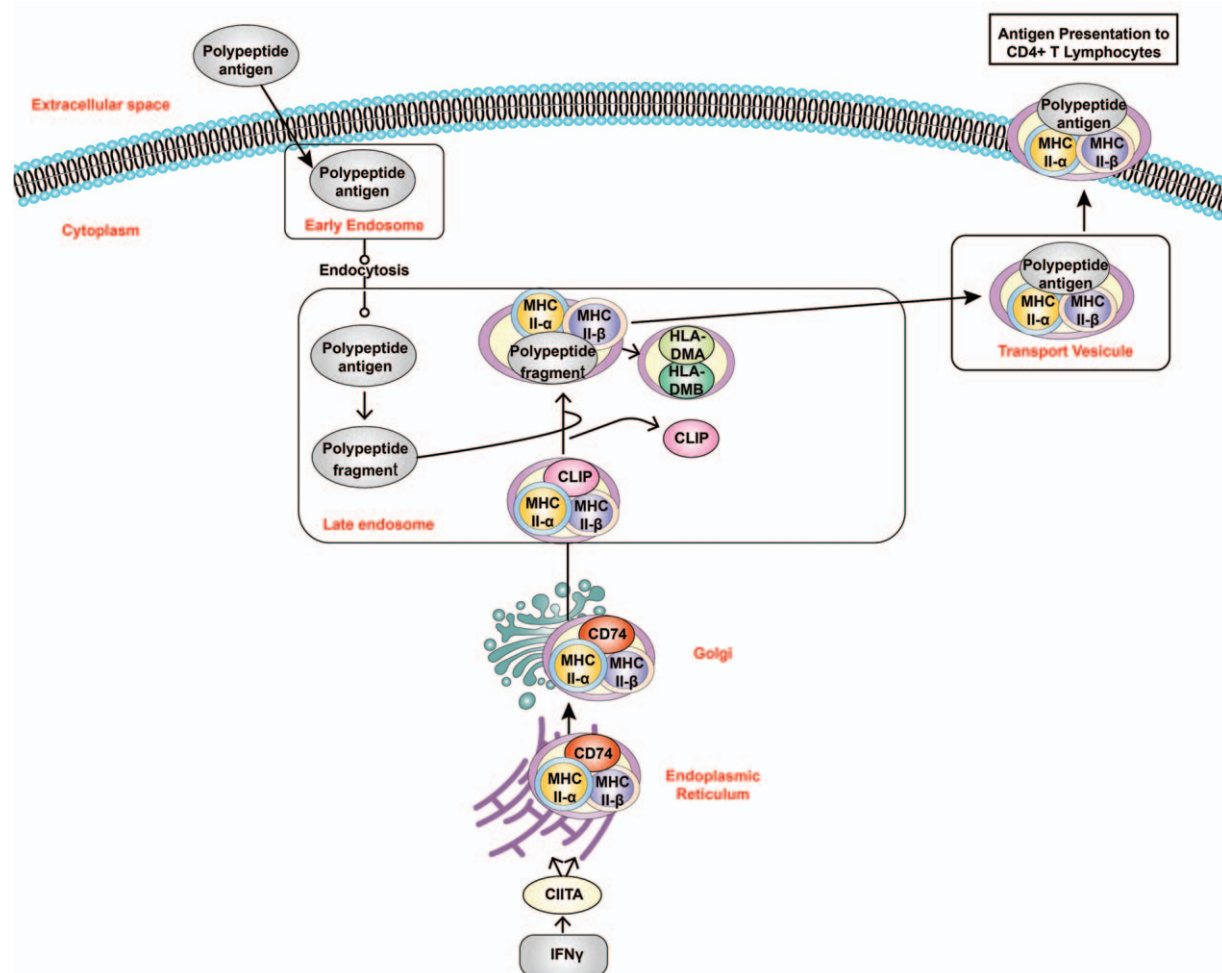 Polypeptide
antigen
Antigen Presentation to
CD4+ T Lymphocytes
Extracellular space
Polypeptide
antigen
MHC
II-α
MHC
II-β
Polypeptide
antigen
Early Endosome
Cytoplasm
Endocytosis
Polypeptide
antigen
MHC
II-α
MHC
II-β
Transport Vesicule
MHC
II-α
MHC
II-β
Polypeptide
fragment
HLA-
DMA
HLA-
DMB
Polypeptide
antigen
Polypeptide
fragment
CLIP
CLIP
MHC
II-α
MHC
II-β
Late endosome
CD74
MHC
II-α
MHC
II-β
Golgi
CD74
MHC
II-α
MHC
II-β
Endoplasmic
Reticulum
CIITA
IFNγ